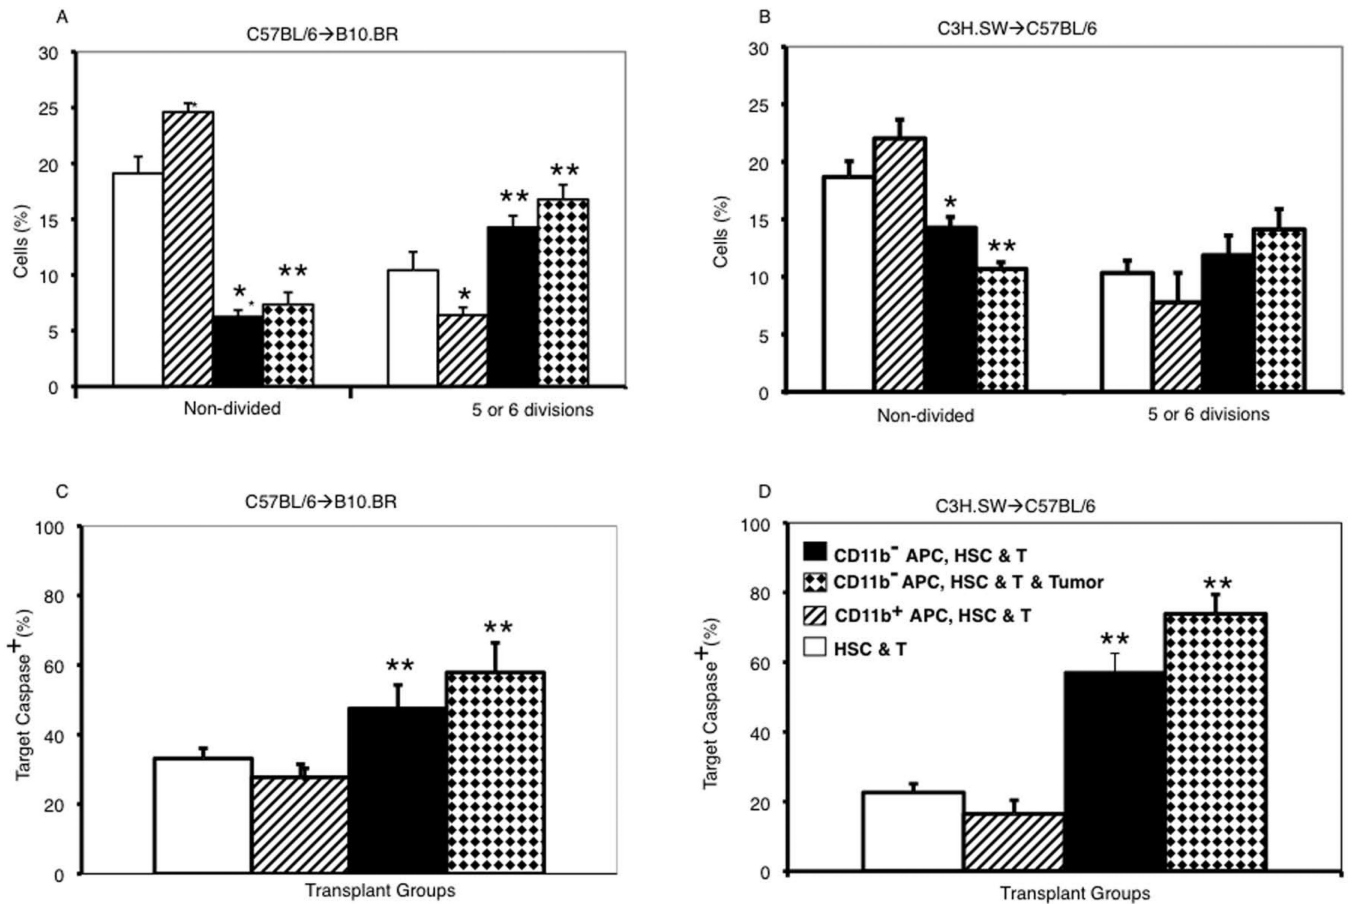 A
C57BL/6→B10.BR
30
25
20
15
10
5
0
Cells (%)
*
*
*
**
*
**
**
Non-divided
5 or 6 divisions
B
C3H.SW→C57BL/6
30
25
20
15
10
5
0
Cells (%)
*
**
Non-divided
5 or 6 divisions
C
C57BL/6→B10.BR
100
80
60
40
20
0
Target Caspase+(%)
**
**
Transplant Groups
D
C3H.SW→C57BL/6
100
80
60
40
20
0
Target Caspase+(%)
CD11b- APC, HSC & T
CD11b- APC, HSC & T & Tumor
CD11b+ APC, HSC & T
HSC & T
**
**
Transplant Groups